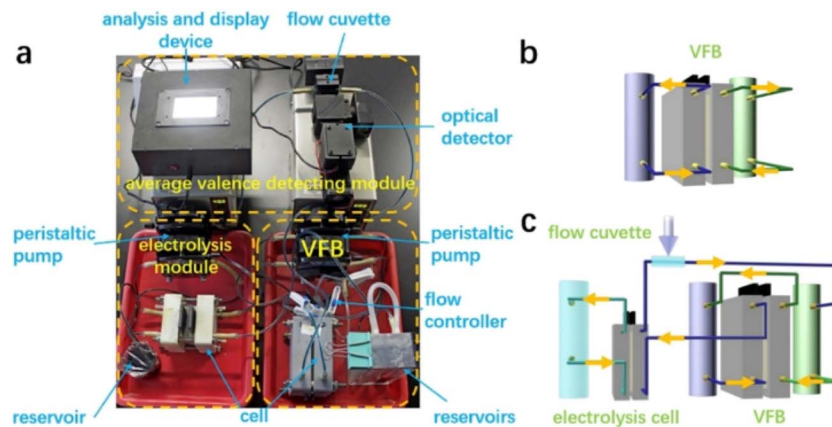 a
analysis and display
device
flow cuvette
optical
detector
average valence detecting module
peristaltic
pump
electrolysis
module
VFB
peristaltic
pump
flow
controller
reservoir
cell
reservoirs
b
VFB
c
flow cuvette
electrolysis cell
VFB